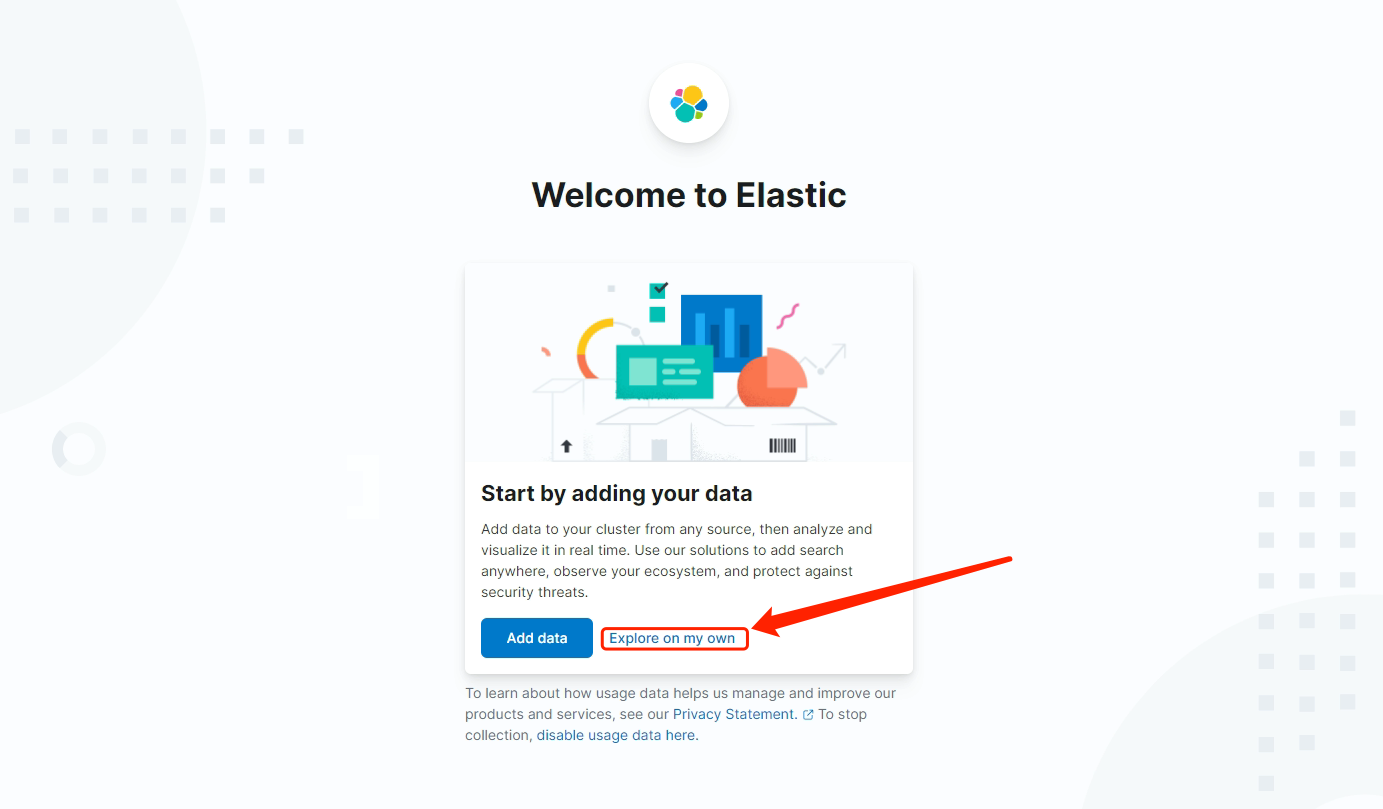 Welcome to Elastic
Start by adding your data
Add data to your cluster from any source, then analyze and
visualize it in real time. Use our solutions to add search
anywhere, observe your ecosystem, and protect against
security threats.
Add data
Explore on my own
To learn about how usage data helps us manage and improve our
products and services, see our Privacy Statement. To stop
collection, disable usage data here.